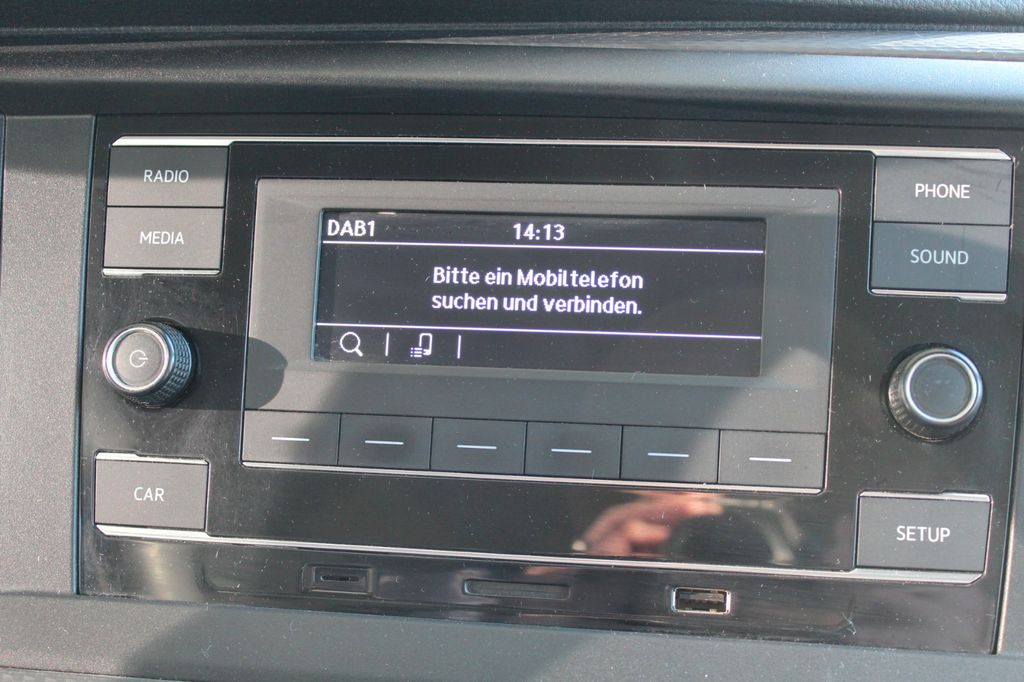 RADIO
MEDIA
DAB1 14:13
Bitte ein Mobiltelefon
suchen und verbinden.
PHONE
SOUND
CAR
SETUP